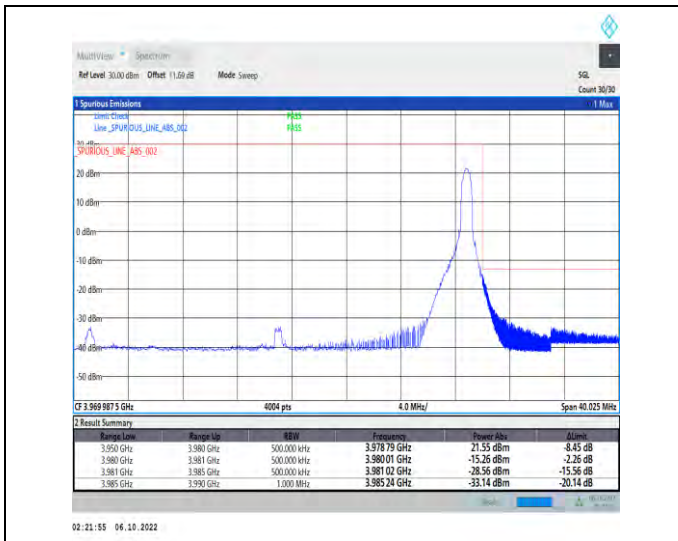 MultiView Spectrum
Ref Level 30.00 dBm Offset 11.69 dB Mode Sweep SGL
Count 30/30
1 Spurious Emissions 1 Max
Limit Check PASS
Line _SPURIOUS_LINE_ABS_002 PASS
30 dBm
_SPURIOUS_LINE_ABS_002
20 dBm
10 dBm
0 dBm
-10 dBm
-20 dBm
-30 dBm
-40 dBm
-50 dBm
CF 3.969 987 5 GHz 4004 pts 4.0 MHz/ Span 40.025 MHz
2 Result Summary
Range Low Range Up RBW Frequency Power Abs ΔLimit
3.950 GHz 3.980 GHz 500.000 kHz 3.978 79 GHz 21.55 dBm -8.45 dB
3.980 GHz 3.981 GHz 500.000 kHz 3.980 01 GHz -15.26 dBm -2.26 dB
3.981 GHz 3.985 GHz 500.000 kHz 3.981 02 GHz -28.56 dBm -15.56 dB
3.985 GHz 3.990 GHz 1.000 MHz 3.985 24 GHz -33.14 dBm -20.14 dB
02:21:55 06.10.2022